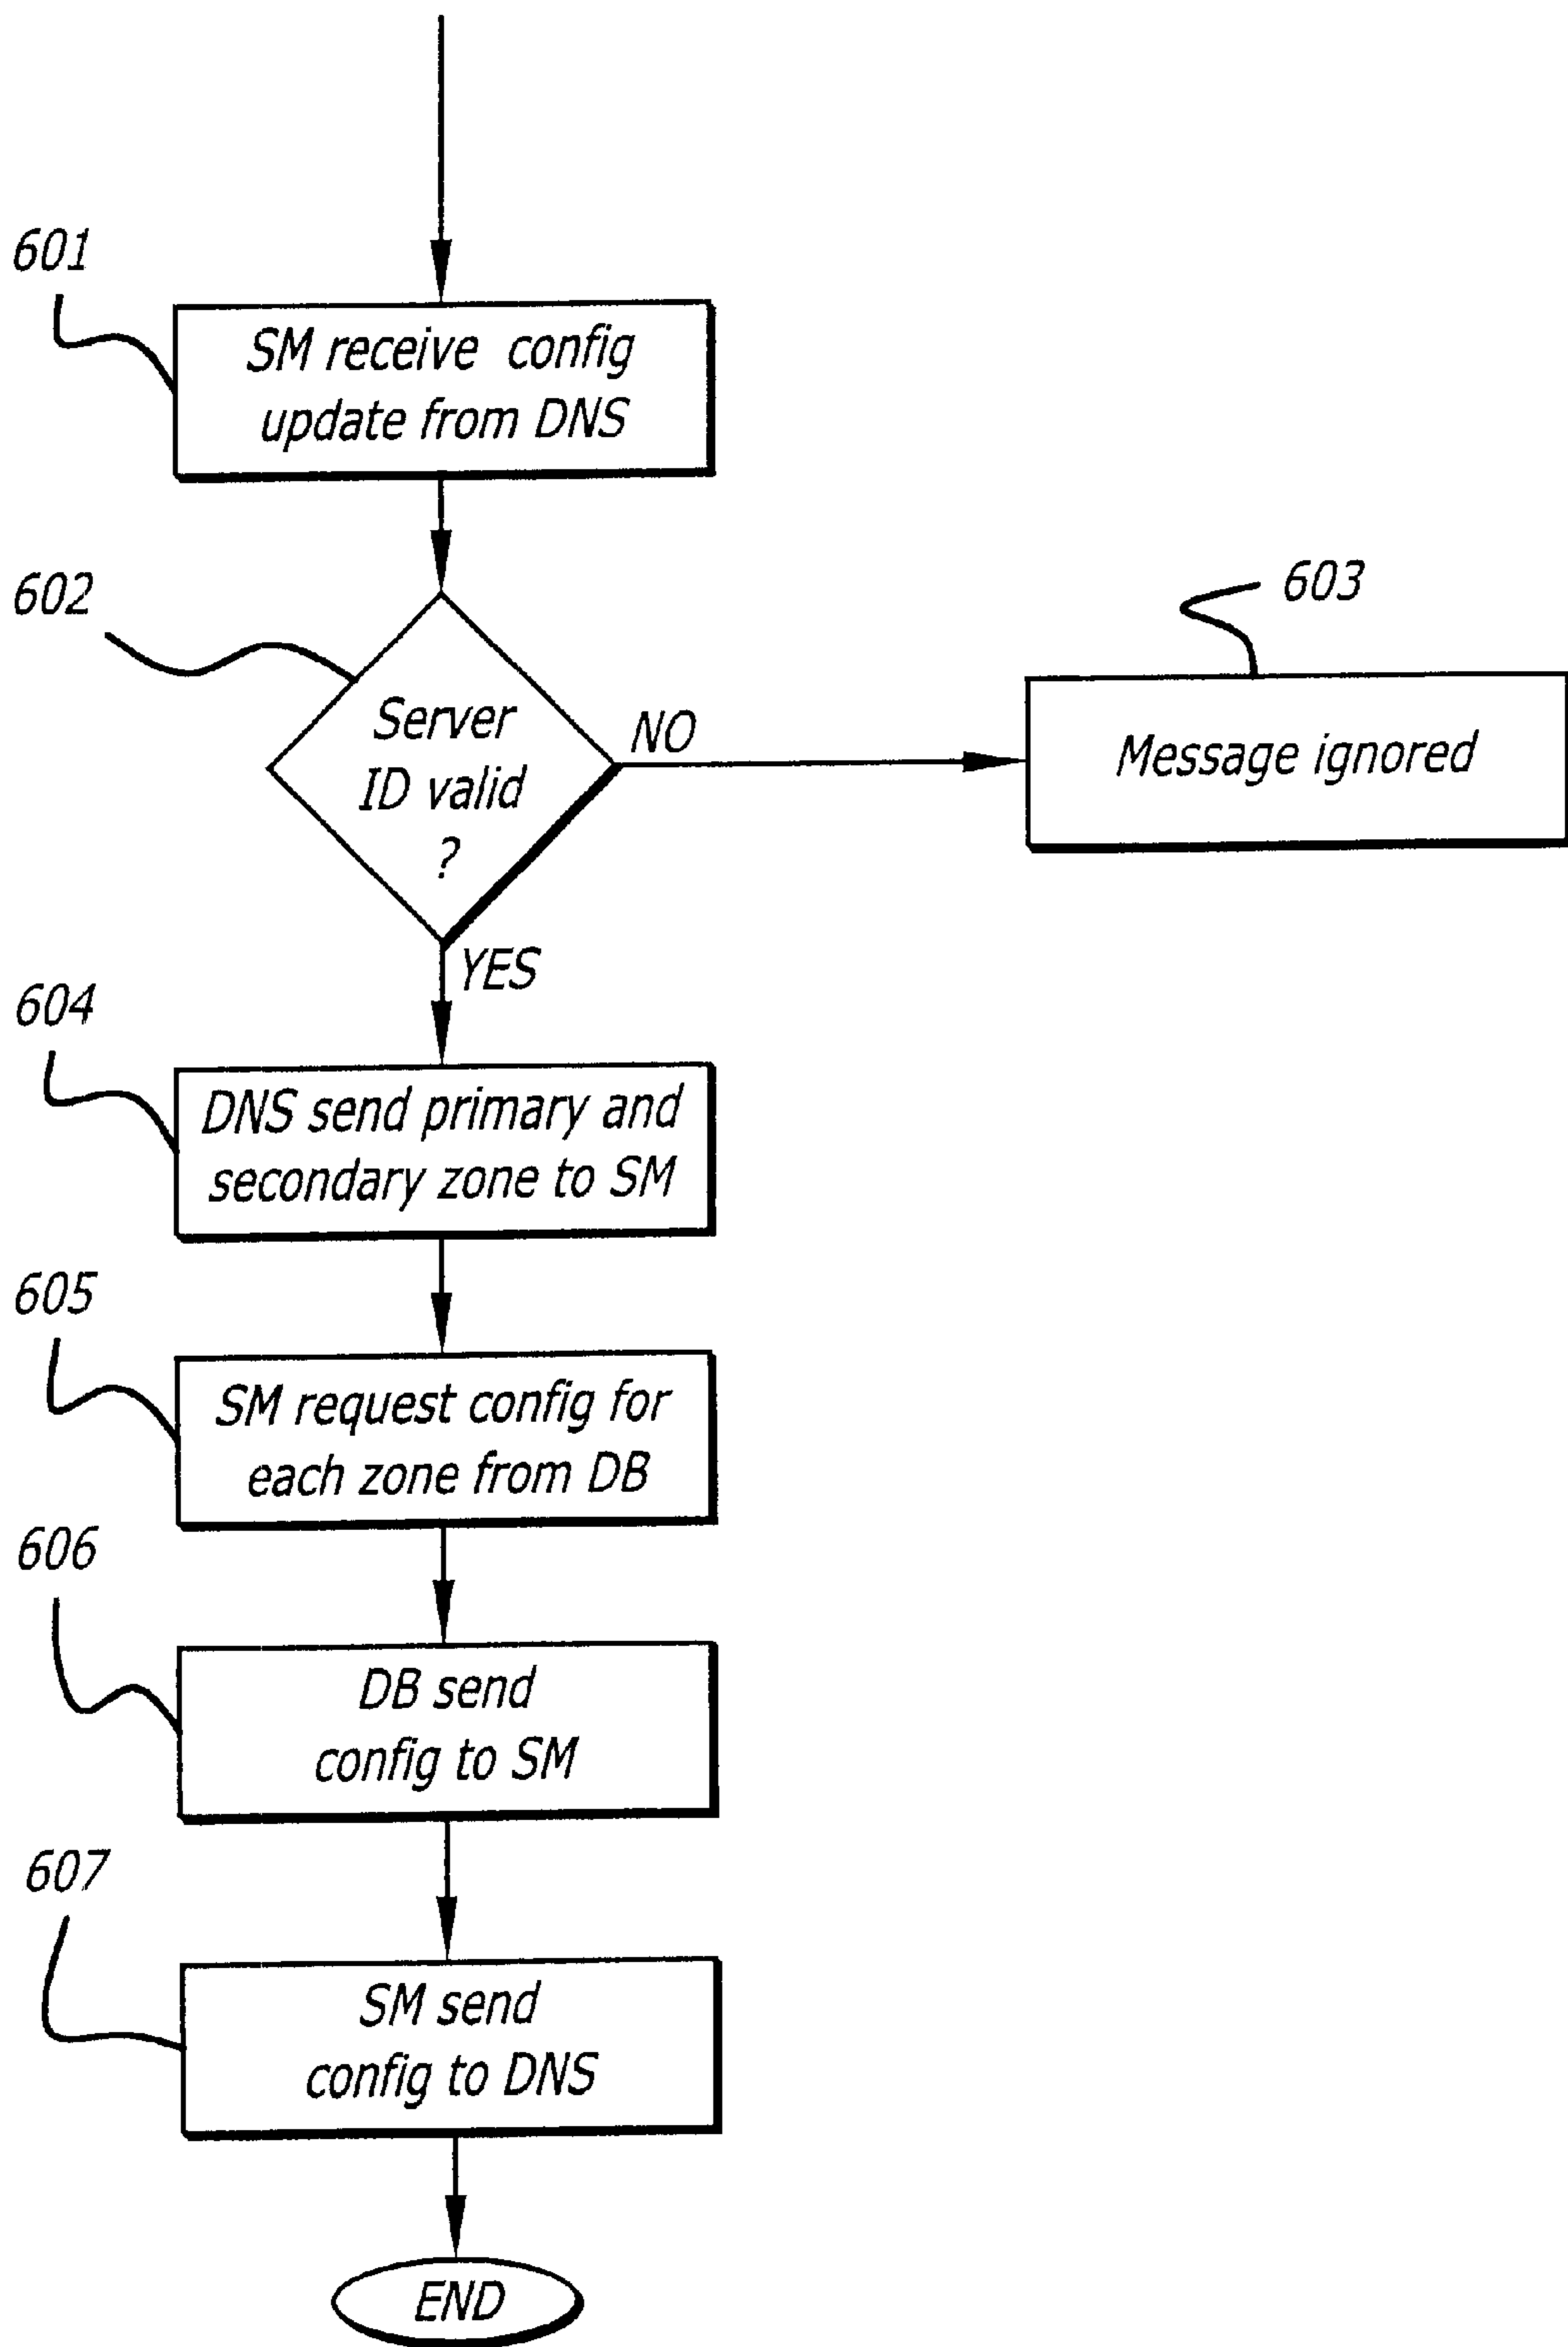 601
SM receive config
update from DNS
602
Server
ID valid
?
NO
603
Message ignored
YES
604
DNS send primary and
secondary zone to SM
605
SM request config for
each zone from DB
606
DB send
config to SM
607
SM send
config to DNS
END